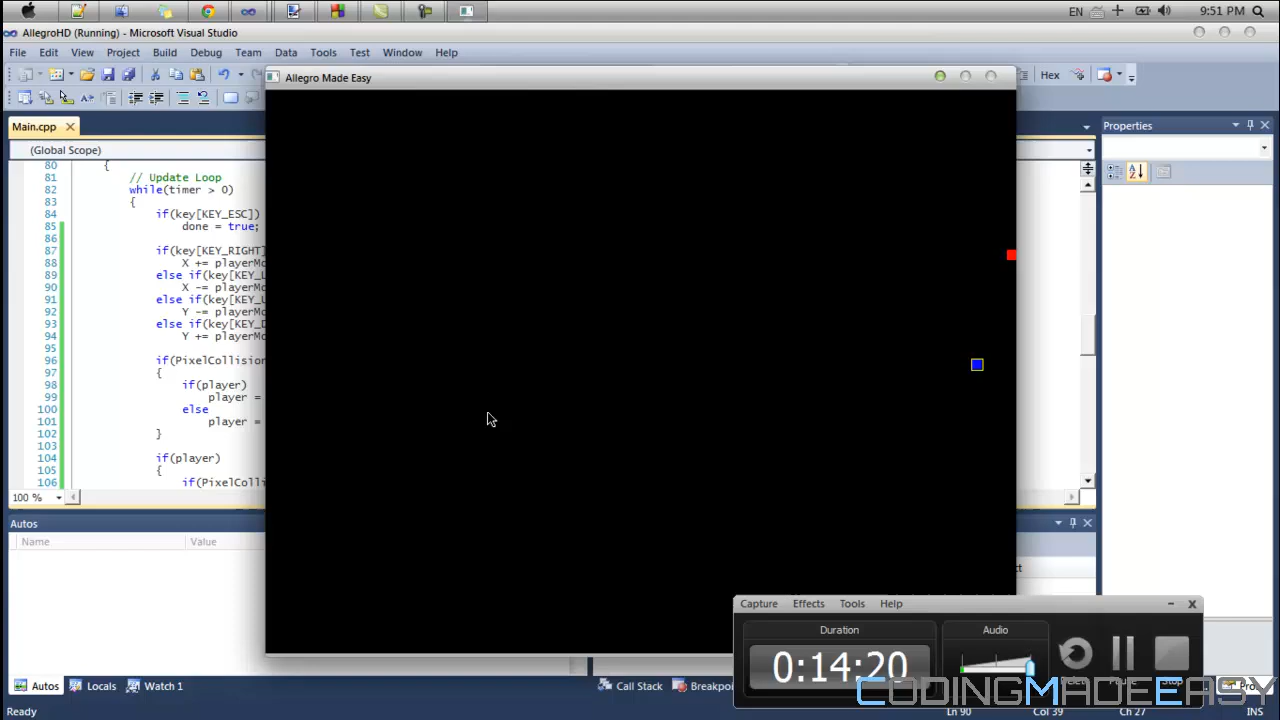 EN
9:51 PM
AllegroHD (Running) - Microsoft Visual Studio
File Edit View Project Build Debug Team Data Tools Test Window Help
Allegro Made Easy
Hex
Main.cpp
Properties
(Global Scope)
80 {
81 // Update Loop
82 while(timer > 0)
83 {
84 if(key[KEY_ESC])
85 done = true;
86
87 if(key[KEY_RIGHT]
88 X += playerMo
89 else if(key[KEY_L
90 X -= playerMo
91 else if(key[KEY_U
92 Y -= playerMo
93 else if(key[KEY_D
94 Y += playerMo
95
96 if(PixelCollision
97 {
98 if(player)
99 player =
100 else
101 player =
102 }
103
104 if(player)
105 {
106 if(PixelColli
100 %
Autos
Name Value
Capture Effects Tools Help
Duration Audio
0:14:20
Delete Pause Stop
Autos Locals Watch 1
Call Stack Breakpoi
CODINGMADEEASY
Ready
Ln 90 Col 39 Ch 27 INS